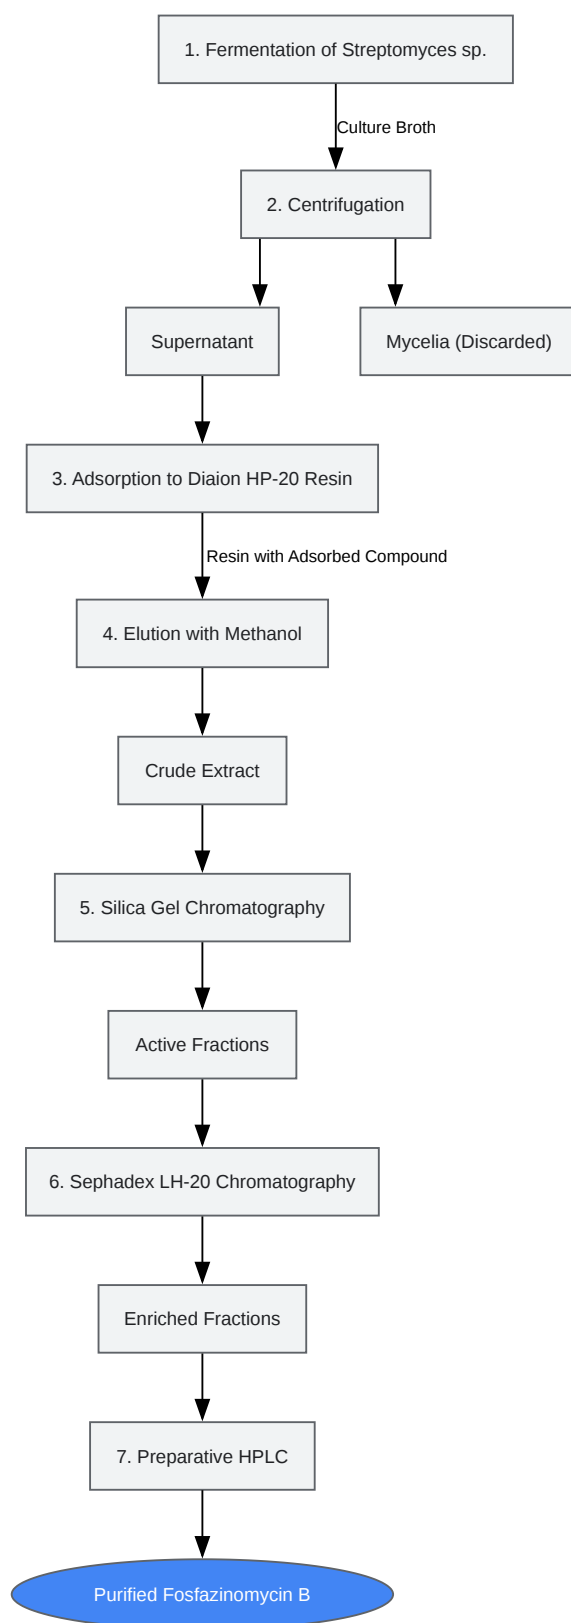 1. Fermentation of Streptomyces sp.
Culture Broth
2. Centrifugation
Supernatant
Mycelia (Discarded)
3. Adsorption to Diaion HP-20 Resin
Resin with Adsorbed Compound
4. Elution with Methanol
Crude Extract
5. Silica Gel Chromatography
Active Fractions
6. Sephadex LH-20 Chromatography
Enriched Fractions
7. Preparative HPLC
Purified Fosfazinomycin B